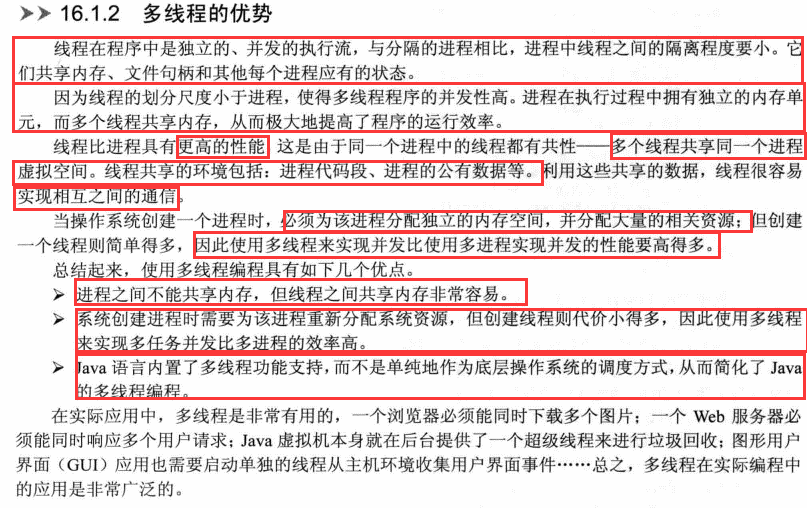 16.1.2 多线程的优势
线程在程序中是独立的、并发的执行流，与分隔的进程相比，进程中线程之间的隔离程度要小。它
们共享内存、文件句柄和其他每个进程应有的状态。
因为线程的划分尺度小于进程，使得多线程程序的并发性高。进程在执行过程中拥有独立的内存单
元，而多个线程共享内存，从而极大地提高了程序的运行效率。
线程比进程具有更高的性能 这是由于同一个进程中的线程都有共性——多个线程共享同一个进程
虚拟空间。线程共享的环境包括：进程代码段、进程的公有数据等。利用这些共享的数据，线程很容易
实现相互之间的通信。
当操作系统创建一个进程时，必须为该进程分配独立的内存空间，并分配大量的相关资源；但创建
一个线程则简单得多，因此使用多线程来实现并发比使用多进程实现并发的性能要高得多。
总结起来，使用多线程编程具有如下几个优点。
➢ 进程之间不能共享内存，但线程之间共享内存非常容易。
➢ 系统创建进程时需要为该进程重新分配系统资源，但创建线程则代价小得多，因此使用多线程
来实现多任务并发比多进程的效率高。
➢ Java 语言内置了多线程功能支持，而不是单纯地作为底层操作系统的调度方式，从而简化了 Java
的多线程编程。
在实际应用中，多线程是非常有用的，一个浏览器必须能同时下载多个图片；一个 Web 服务器必
须能同时响应多个用户请求；Java 虚拟机本身就在后台提供了一个超级线程来进行垃圾回收；图形用户
界面（GUI）应用也需要启动单独的线程从主机环境收集用户界面事件……总之，多线程在实际编程中
的应用是非常广泛的。